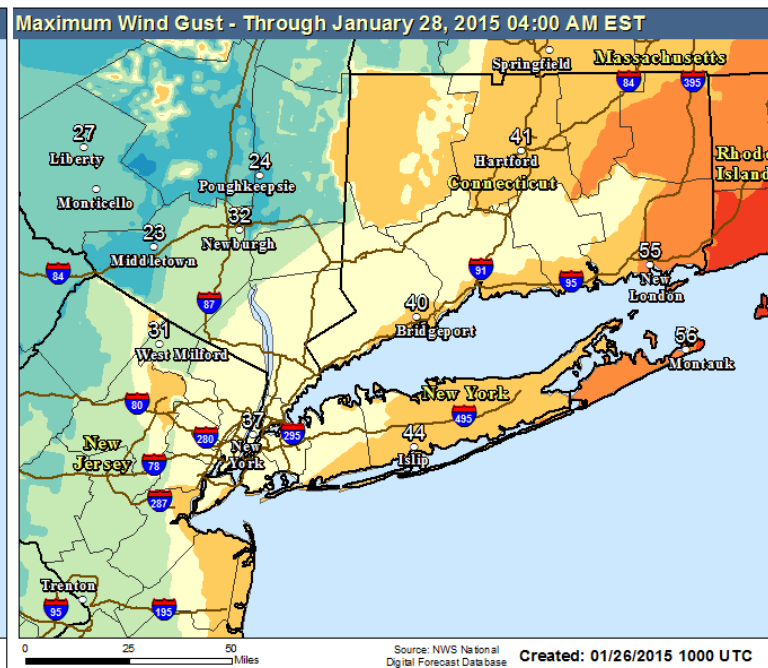 Maximum Wind Gust - Through January 28, 2015 04:00 AM EST
Springfield
Massachusetts
84
395
27
Liberty
41
Hartford
Rhod
Island
24
Poughkeepsie
Connecticut
Monticello
32
Newburgh
23
Middletown
55
New
London
84
91
95
87
40
Bridgeport
31
West Milford
56
Montauk
New York
80
37
495
280
295
44
New
York
Islip
New
Jersey
78
287
Trenton
95
195
0 25 50
Miles
Source: NWS National
Digital Forecast Database
Created: 01/26/2015 1000 UTC